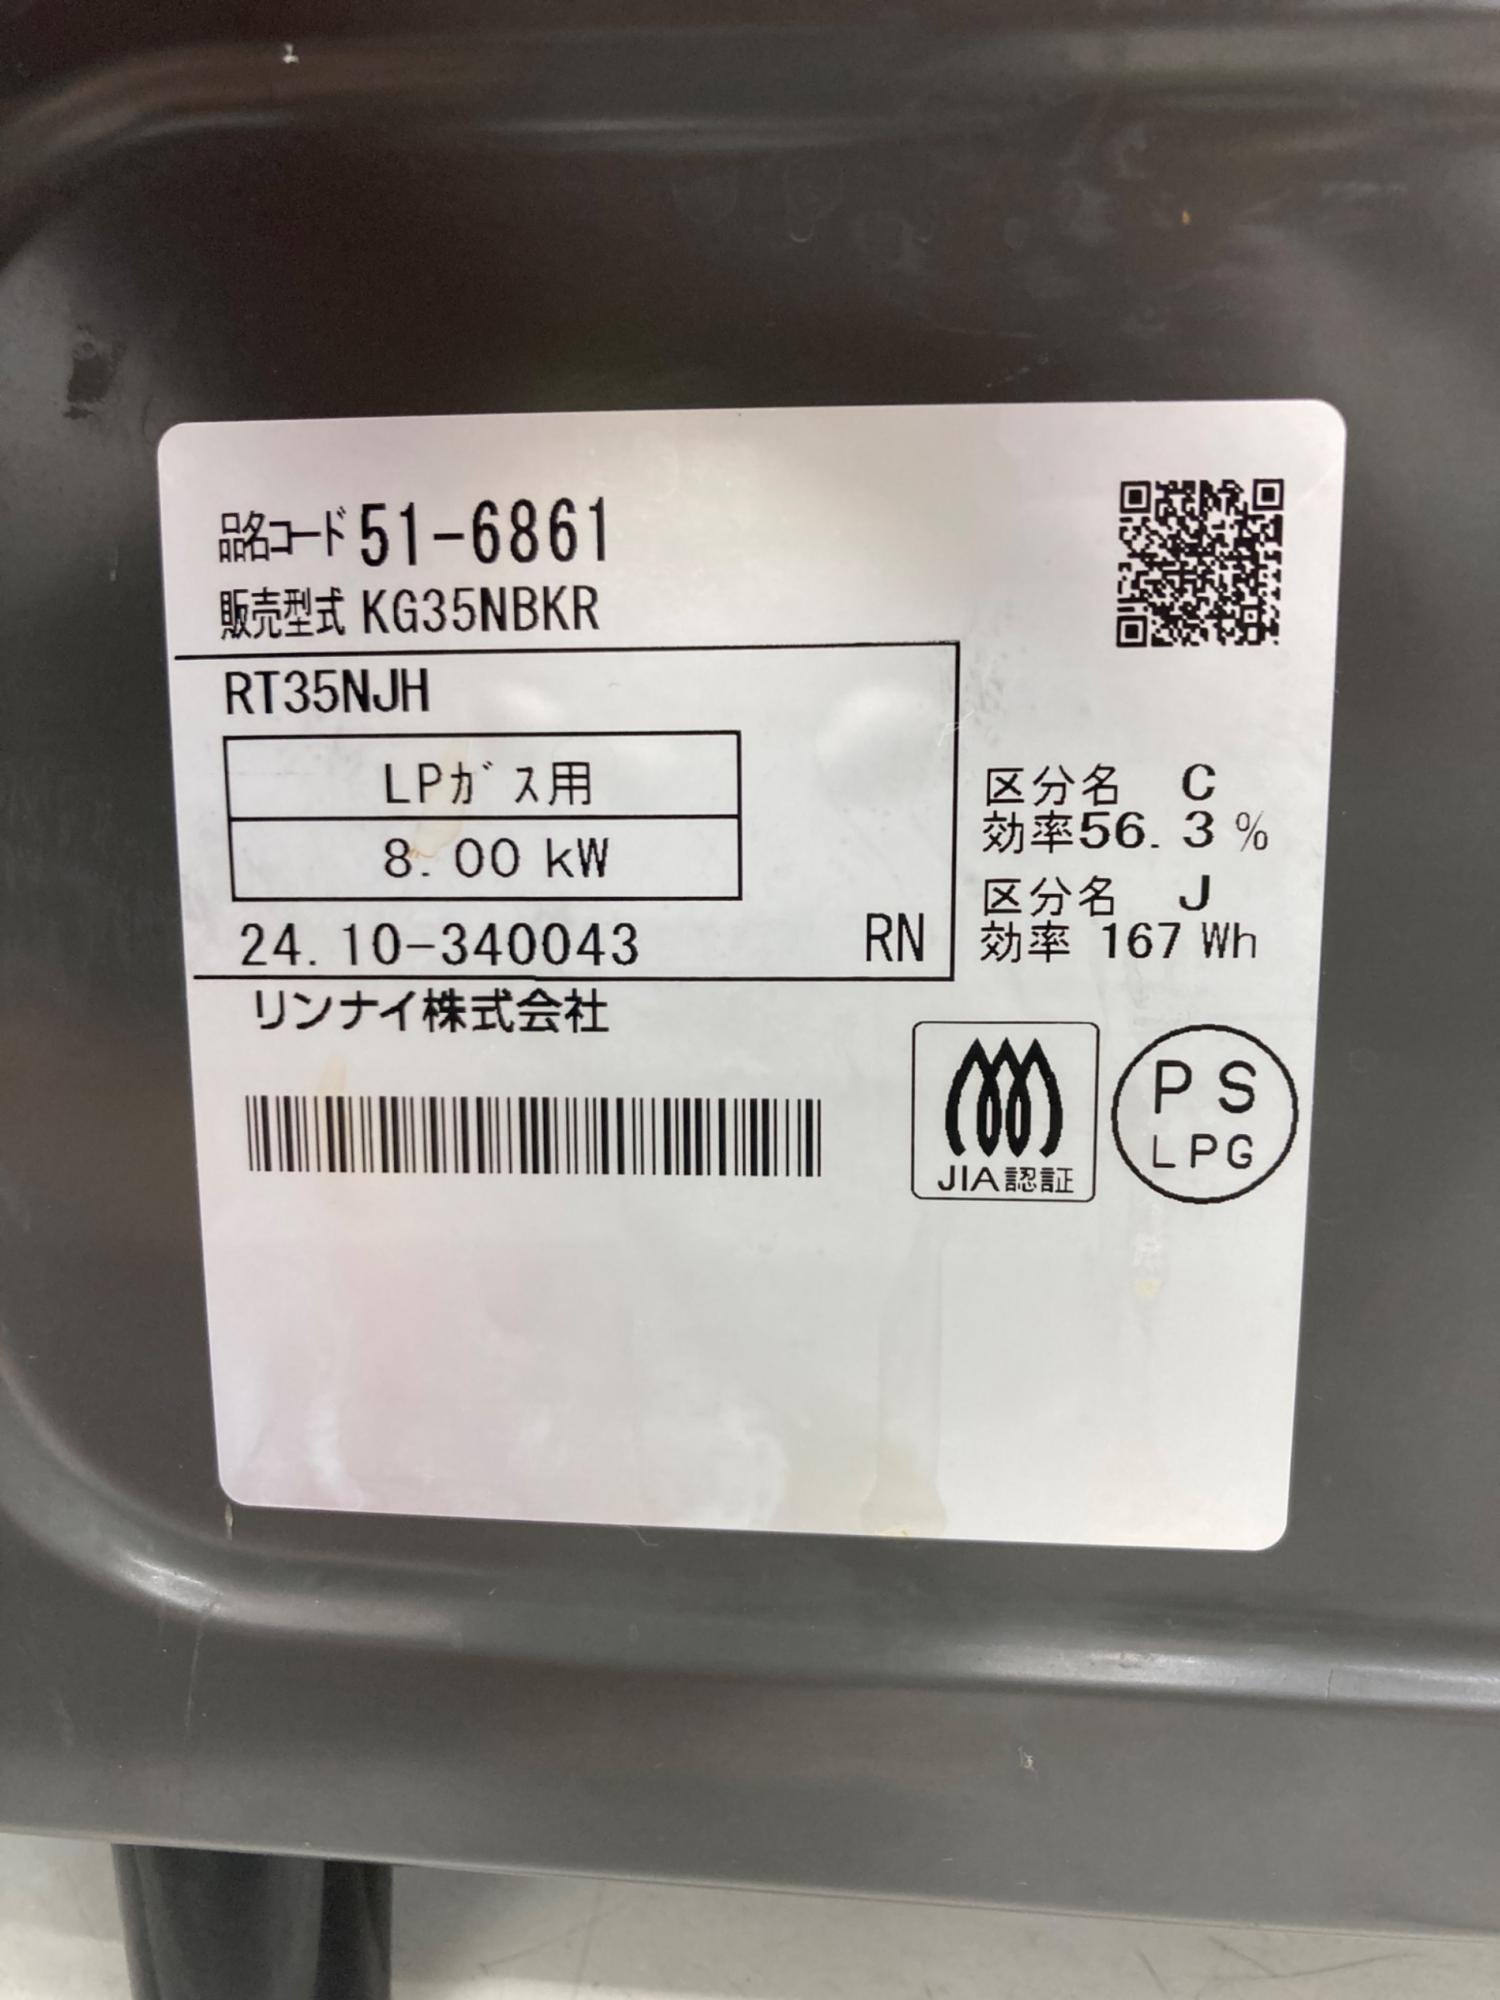 品名コード 51-6861
販売型式 KG35NBKR
RT35NJH
LPガス用
8.00 kW
24.10-340043 RN
リンナイ株式会社
区分名 C
効率56.3 %
区分名 J
効率 167 Wh
JIA認証
PS
LPG